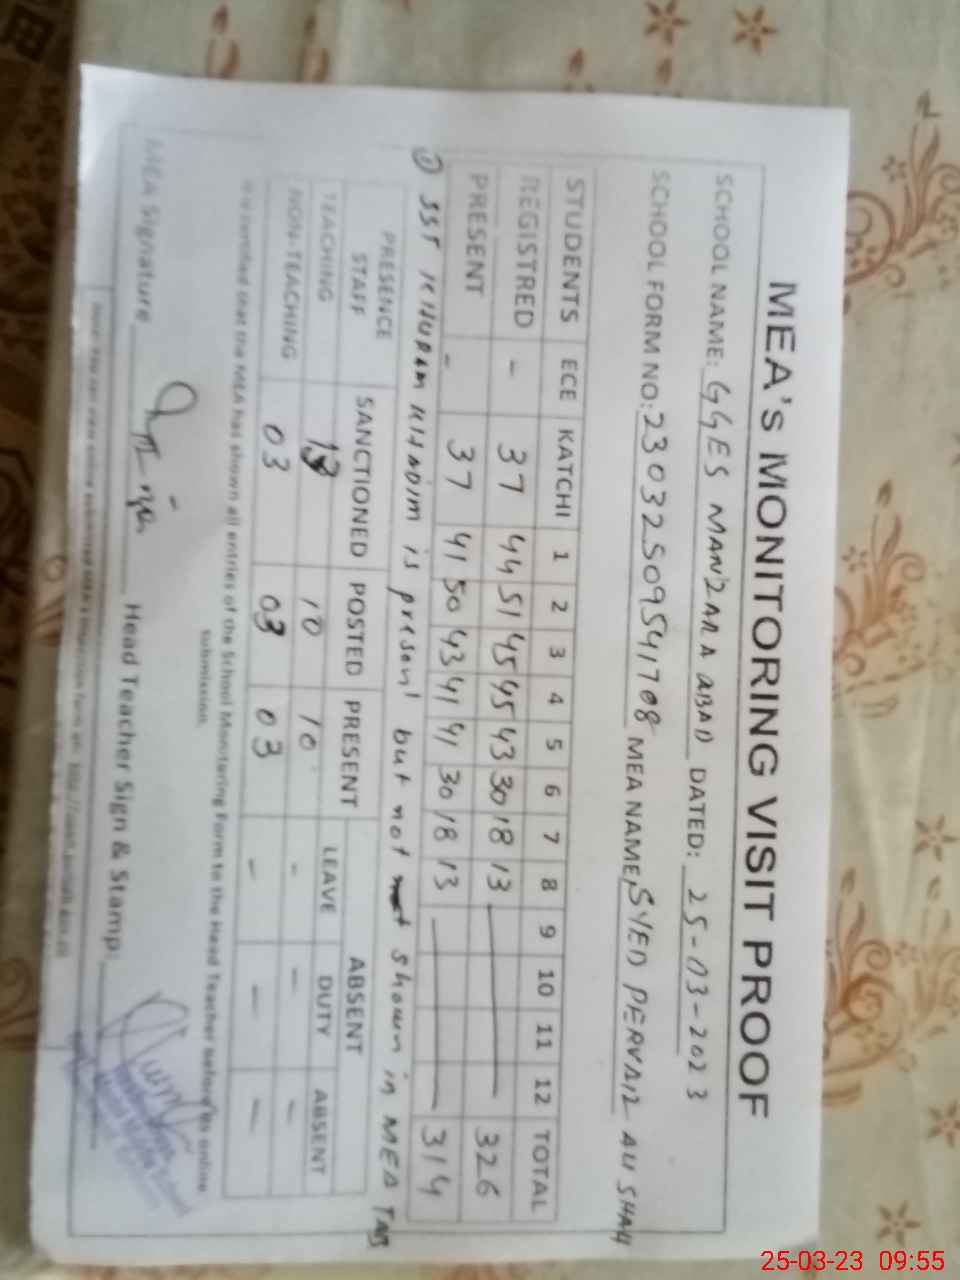 MEA's MONITORING VISIT PROOF
SCHOOL NAME: GGES MANZAR A ABAD DATED: 25-03-2023
SCHOOL FORM NO: 23032509541708 MEA NAME: SYED PERVAIZ ALI SHAH
STUDENTS ECE KATCHI 1 2 3 4 5 6 7 8 9 10 11 12 TOTAL
REGISTRED - 37 44 51 45 45 43 30 18 13 326
PRESENT - 37 41 50 43 41 41 30 18 13 314
① SST KHURAM KHADIM is present but not shown in MEA TAB
PRESENCE STAFF SANCTIONED POSTED PRESENT ABSENT
LEAVE DUTY ABSENT
TEACHING 13 10 10 - - -
NON-TEACHING 03 03 03 - - -
It is certified that the MEA has shown all entries of the School Monitoring Form to the Head Teacher before its online
submission.
MEA Signature Head Teacher Sign & Stamp:
25-03-23 09:55